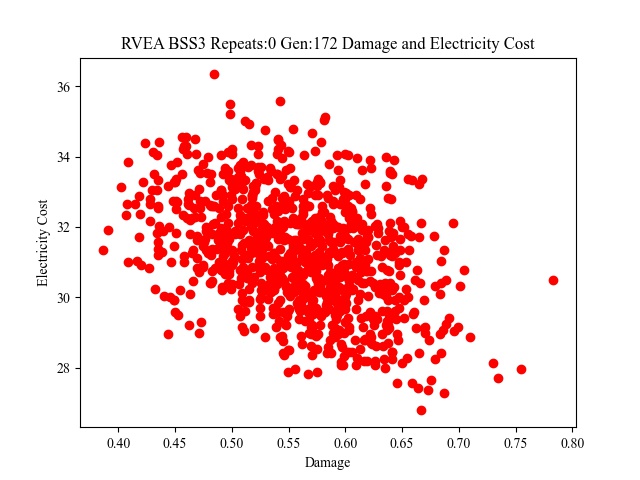 RVEA BSS3 Repeats:0 Gen:172 Damage and Electricity Cost
36
34
32
30
28
Electricity Cost
0.40 0.45 0.50 0.55 0.60 0.65 0.70 0.75 0.80
Damage